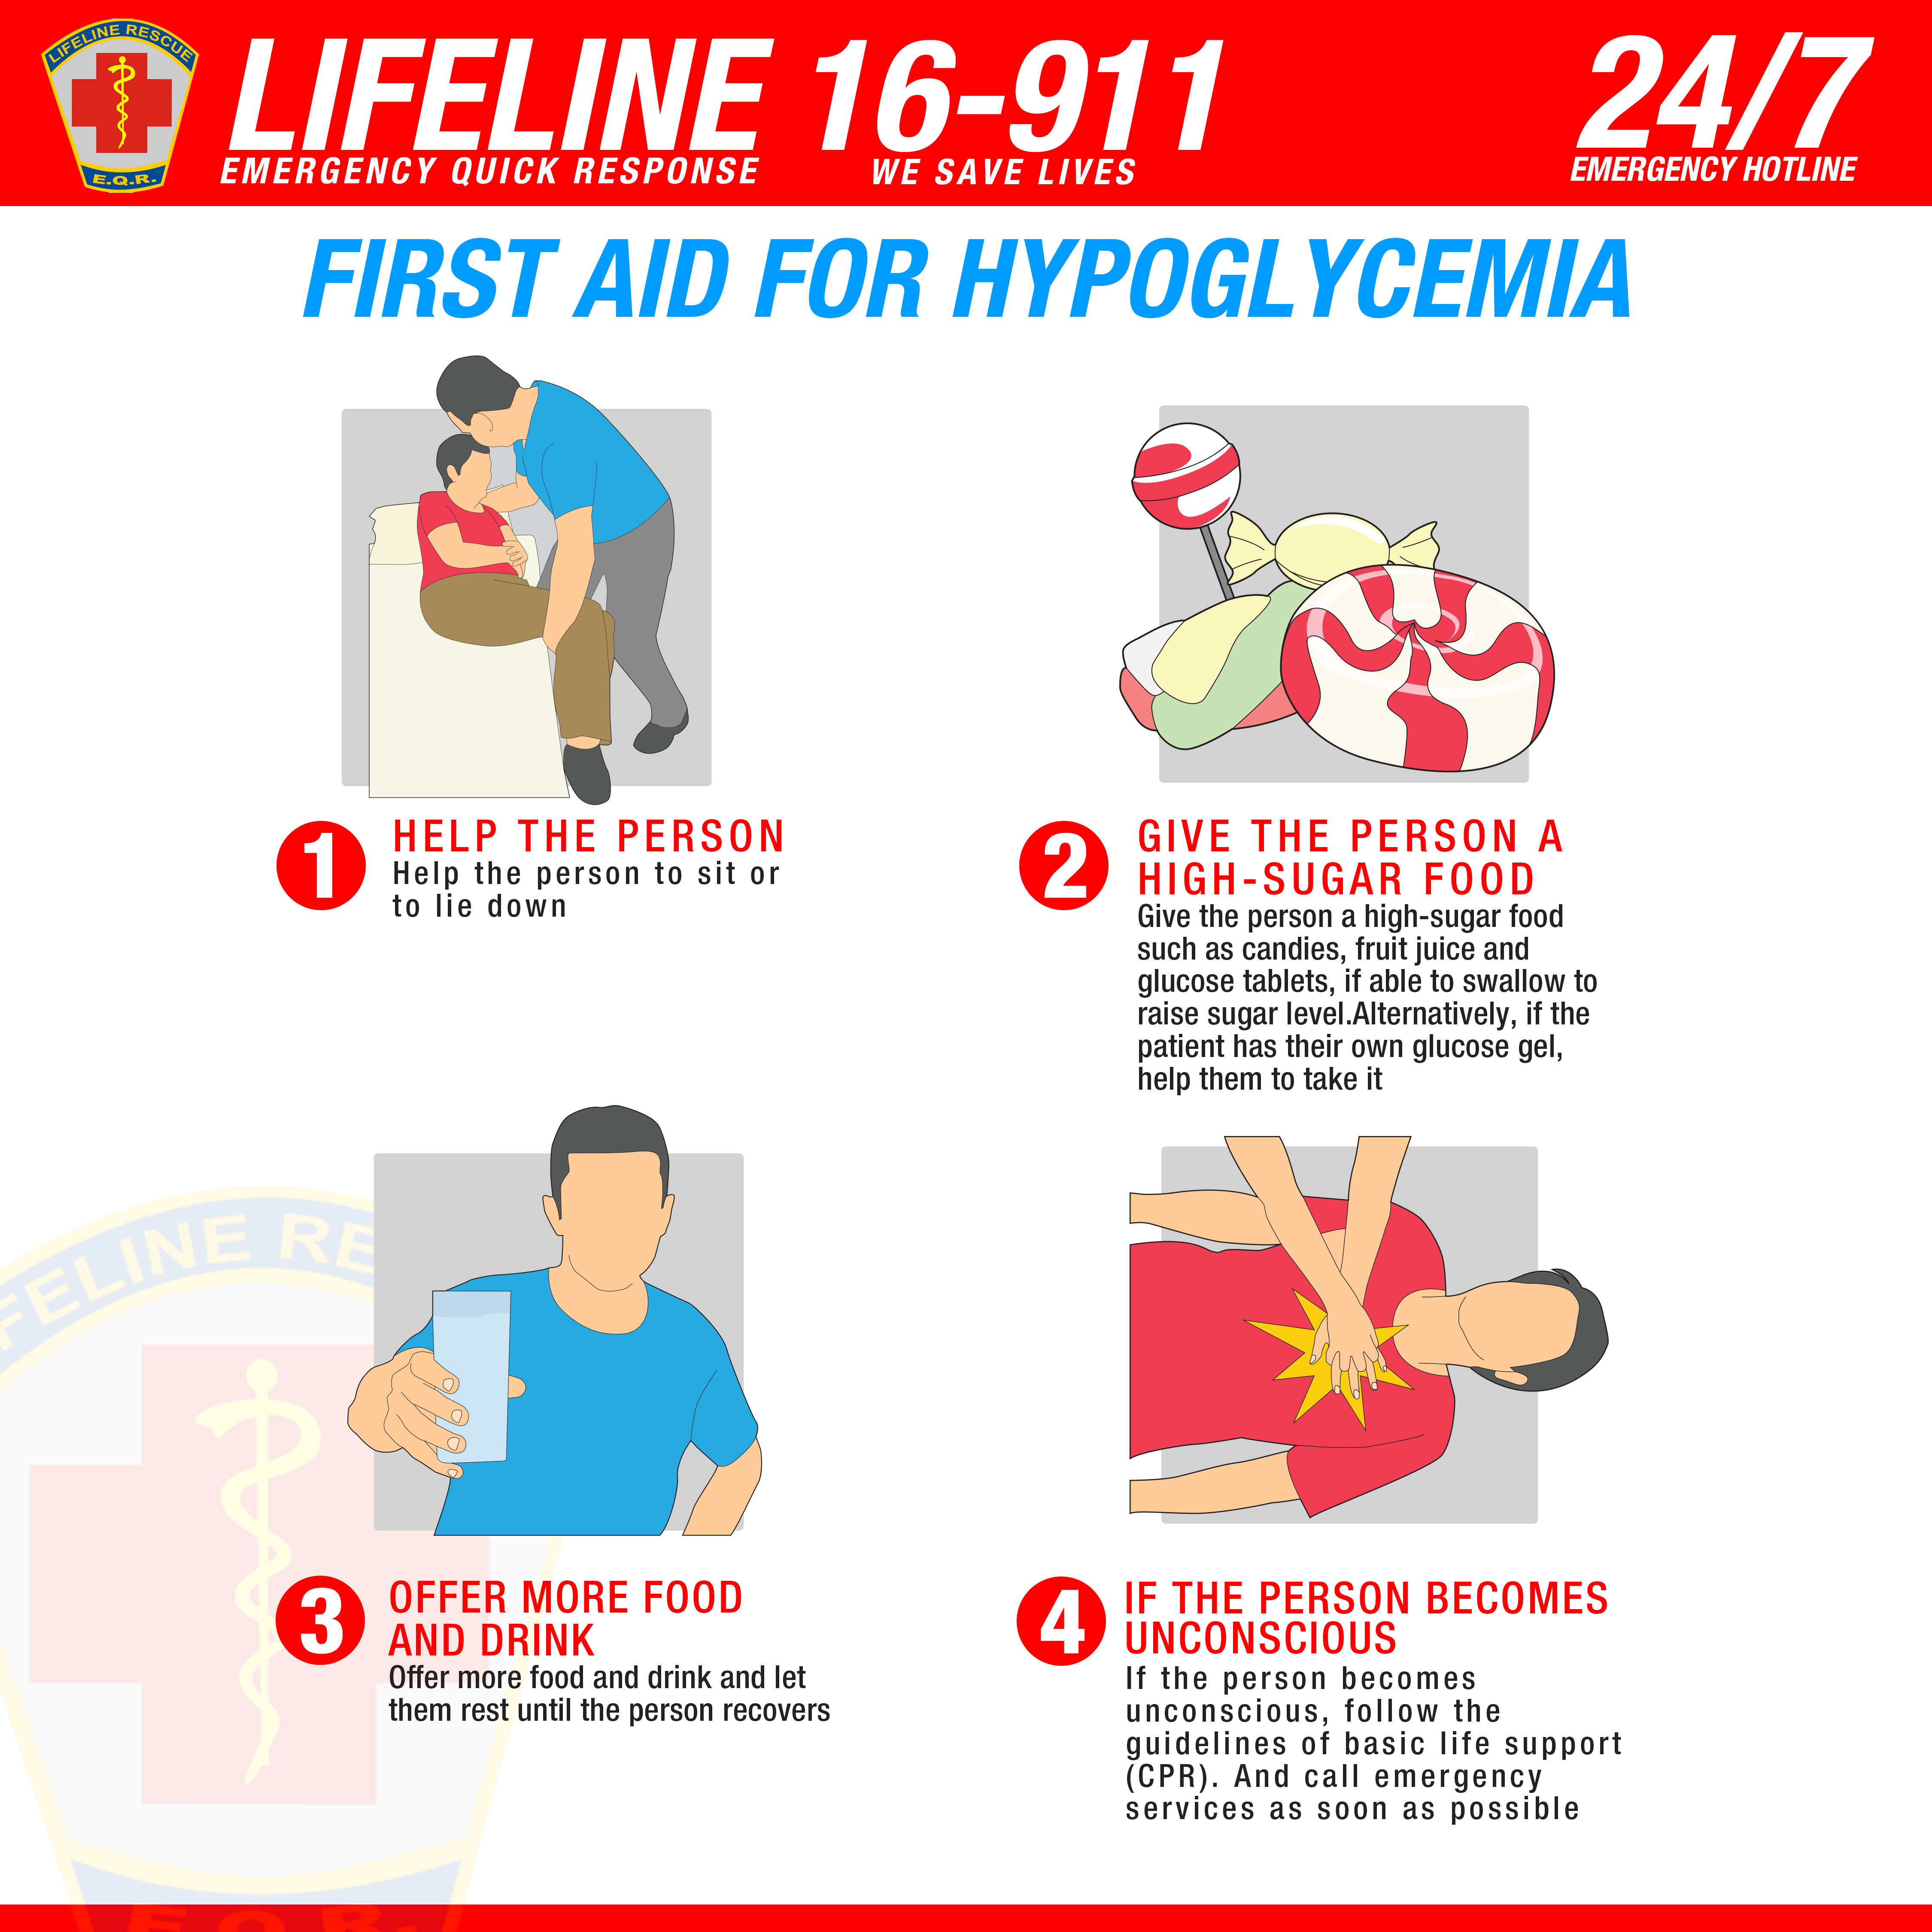 LIFELINE RESCUE
E.Q.R.
LIFELINE 16-911
EMERGENCY QUICK RESPONSE
WE SAVE LIVES
24/7
EMERGENCY HOTLINE
FIRST AID FOR HYPOGLYCEMIA
1
HELP THE PERSON
Help the person to sit or
to lie down
2
GIVE THE PERSON A
HIGH-SUGAR FOOD
Give the person a high-sugar food
such as candies, fruit juice and
glucose tablets, if able to swallow to
raise sugar level.Alternatively, if the
patient has their own glucose gel,
help them to take it
3
OFFER MORE FOOD
AND DRINK
Offer more food and drink and let
them rest until the person recovers
4
IF THE PERSON BECOMES
UNCONSCIOUS
If the person becomes
unconscious, follow the
guidelines of basic life support
(CPR). And call emergency
services as soon as possible
IFELINE RE
E.Q.R.